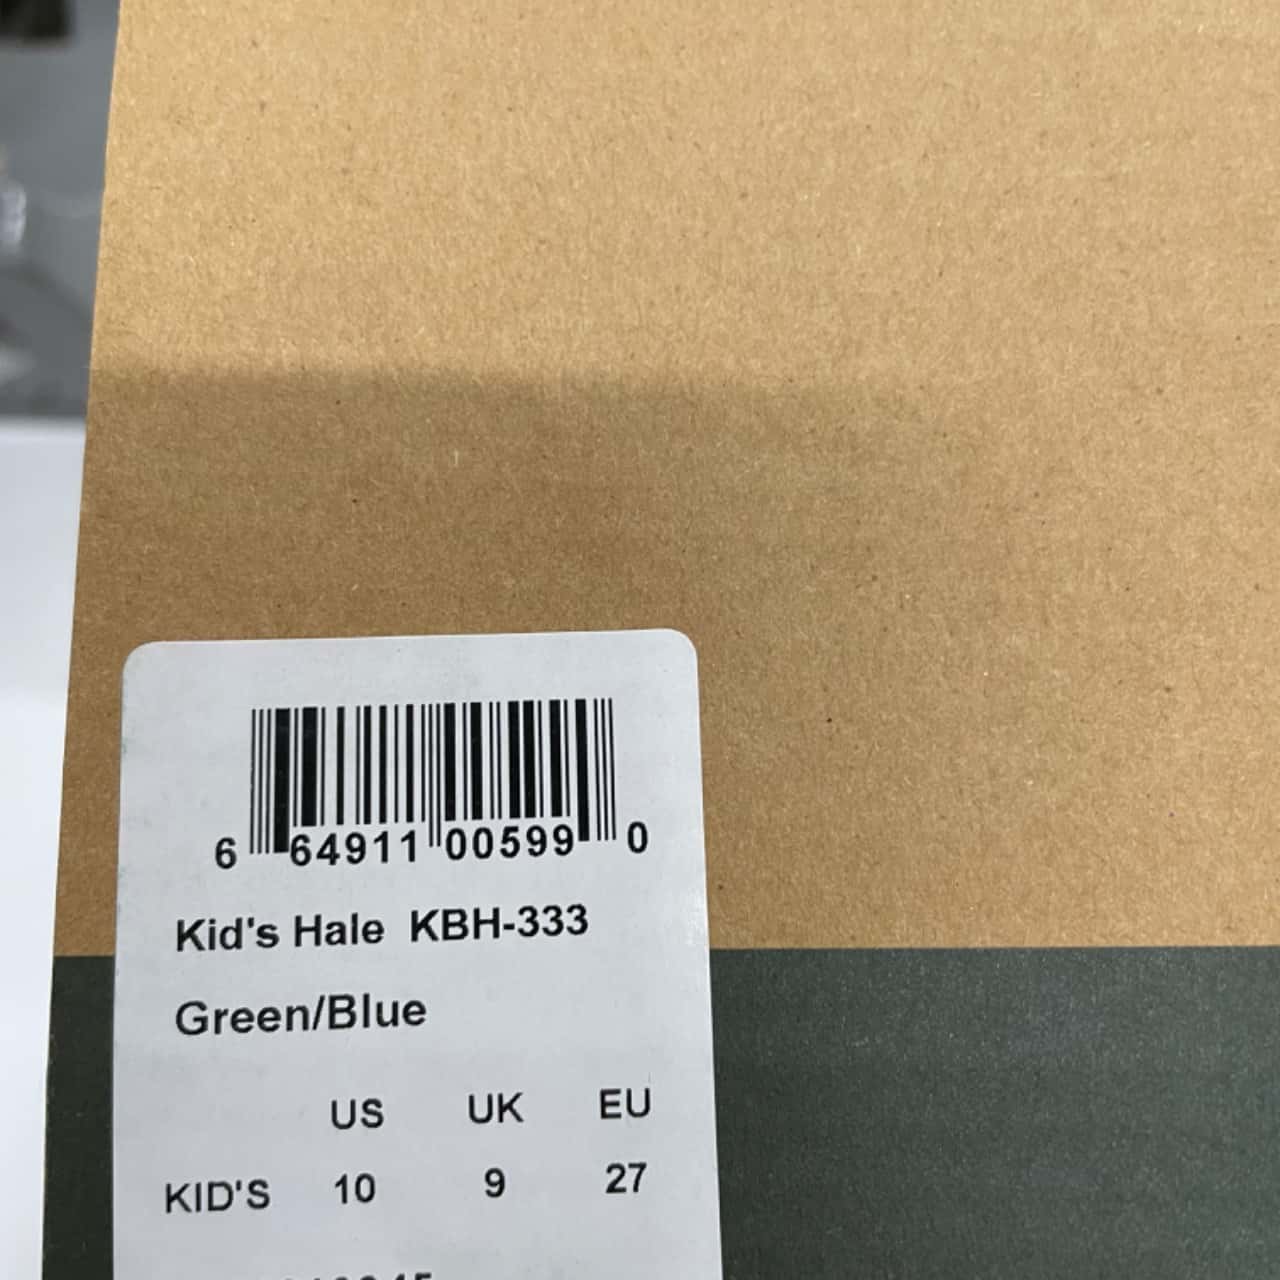 6 64911 00599 0
Kid's Hale KBH-333
Green/Blue
US UK EU
KID'S 10 9 27